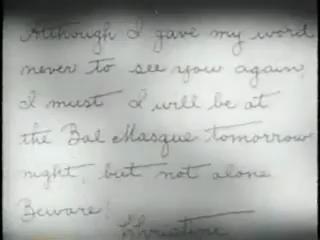 Although I gave my word
never to see you again,
I must I will be at
the Bal Masque tomorrow
night, but not alone
Beware!
Christine